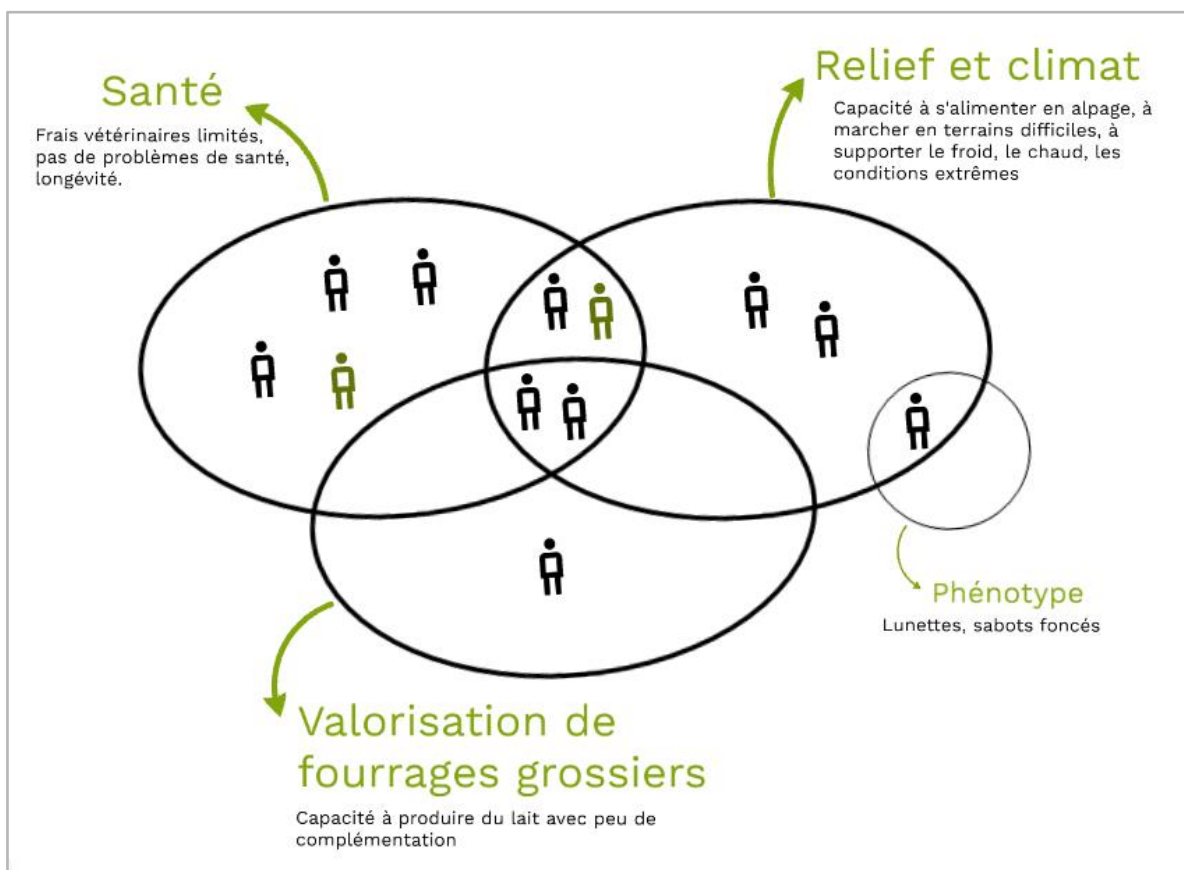 Santé
Frais vétérinaires limités,
pas de problèmes de santé,
longévité.
Relief et climat
Capacité à s'alimenter en alpage, à
marcher en terrains difficiles, à
supporter le froid, le chaud, les
conditions extrêmes
Phénotype
Lunettes, sabots foncés
Valorisation de
fourrages grossiers
Capacité à produire du lait avec peu de
complémentation